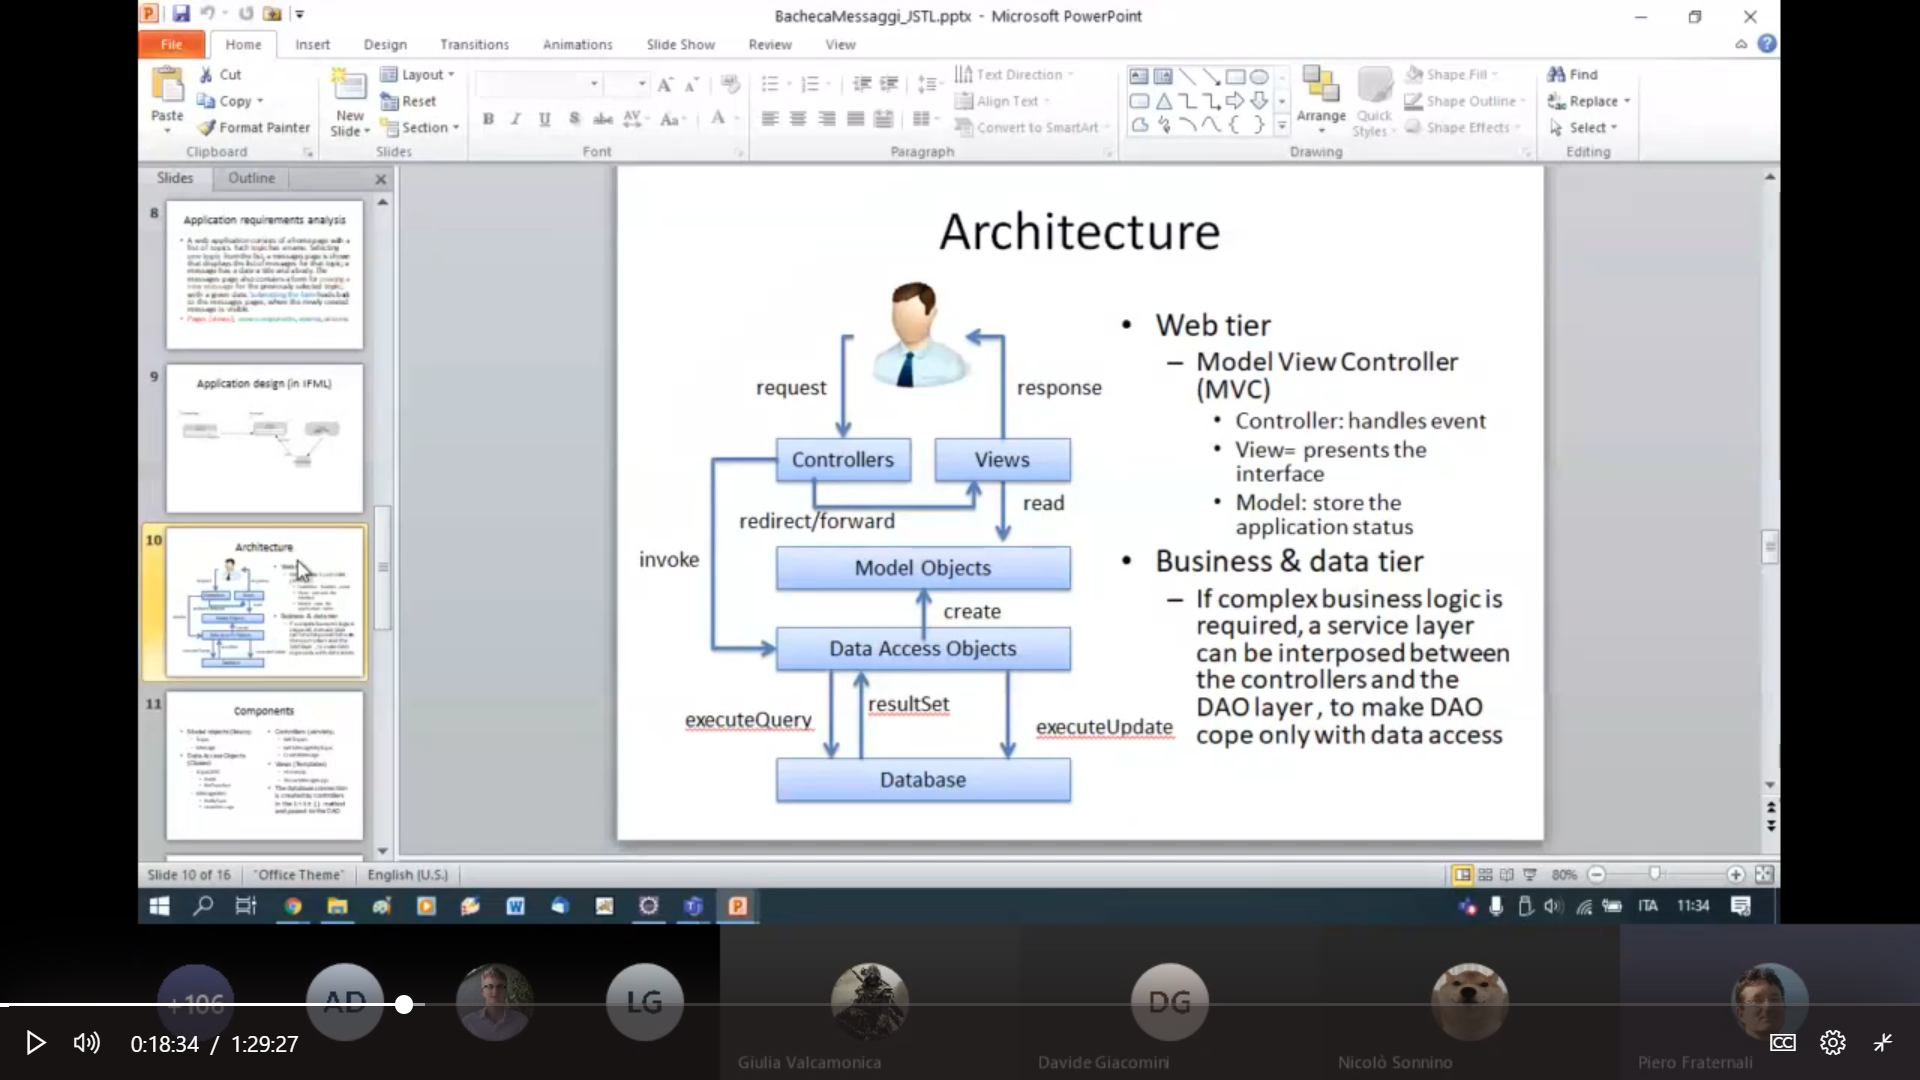 BachecaMessaggi_JSTL.pptx - Microsoft PowerPoint
File Home Insert Design Transitions Animations Slide Show Review View
Paste
Cut
Copy
Format Painter
Clipboard
New
Slide
Layout
Reset
Section
Slides
Font
Text Direction
Align Text
Convert to SmartArt
Paragraph
Arrange
Quick
Styles
Shape Fill
Shape Outline
Shape Effects
Drawing
Find
Replace
Select
Editing
Slides Outline
8
Application requirements analysis
9
Application design (in IFML)
10
Architecture
11
Components
Architecture
request
response
Controllers
Views
redirect/forward
read
invoke
Model Objects
create
Data Access Objects
executeQuery
resultSet
executeUpdate
Database
• Web tier
– Model View Controller
(MVC)
• Controller: handles event
• View= presents the
interface
• Model: store the
application status
• Business & data tier
– If complex business logic is
required, a service layer
can be interposed between
the controllers and the
DAO layer , to make DAO
cope only with data access
Slide 10 of 16 "Office Theme" English (U.S.) 80%
ITA 11:34
+106 AD LG DG
Giulia Valcamonica Davide Giacomini Nicolò Sonnino Piero Fraternali
0:18:34 / 1:29:27
CC